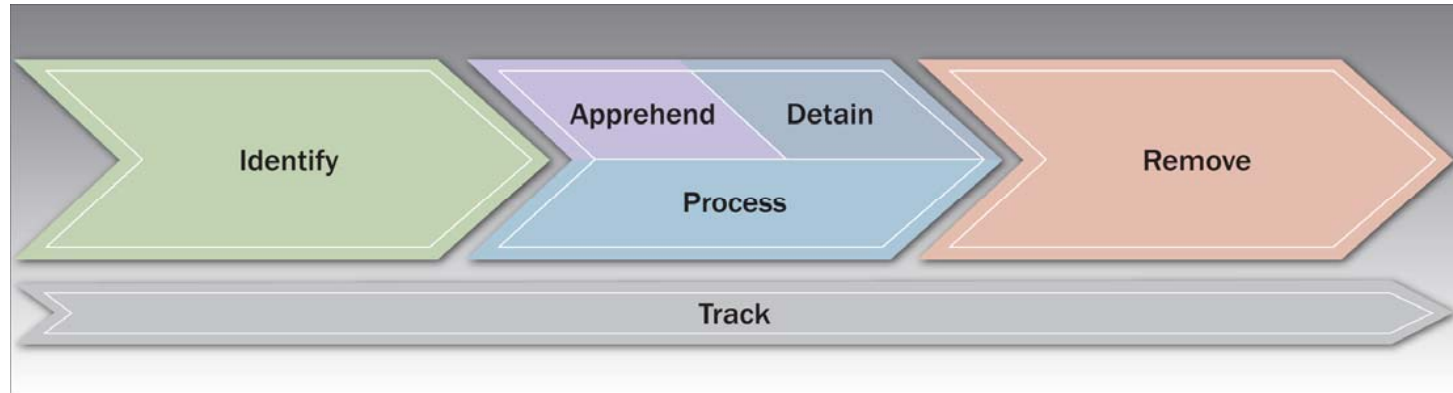 Identify
Apprehend
Detain
Process
Remove
Track